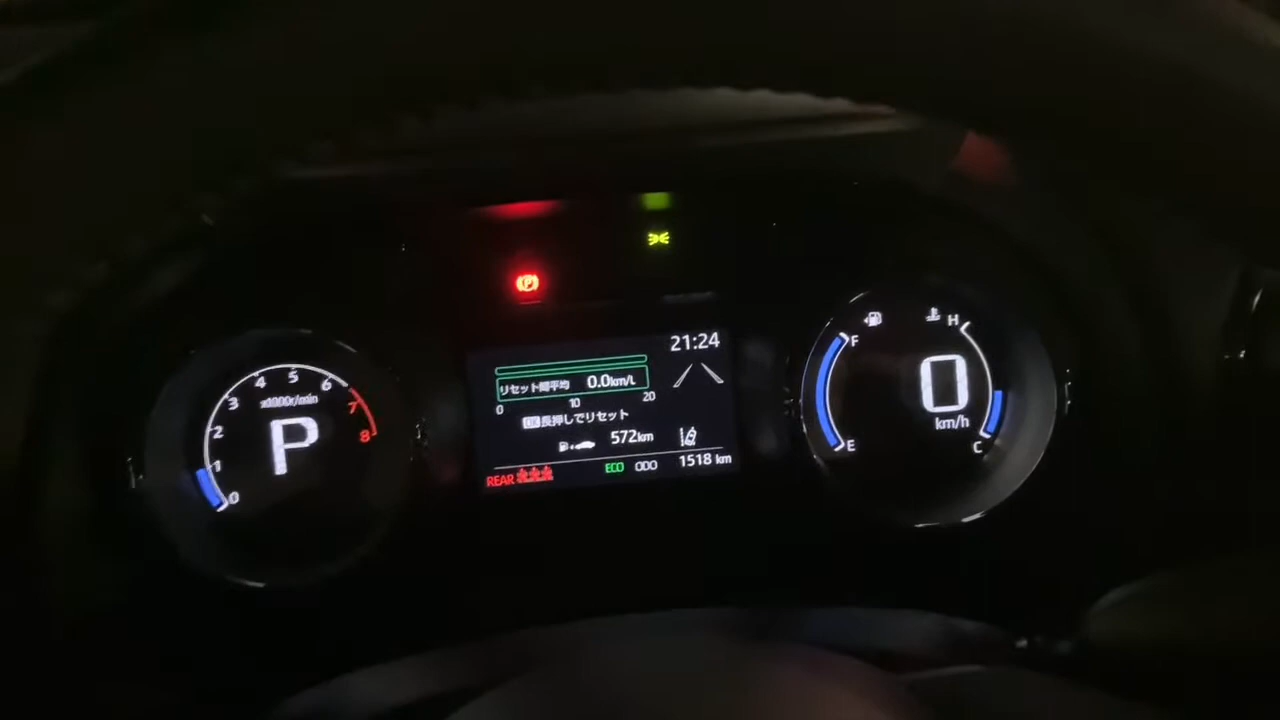 21:24
リセット間平均 0.0km/L
0 10 20
OK長押しでリセット
572km
REAR ECO ODO 1518 km
0 1 2 3 4 5 6 7 8
x1000r/min
P
F
E
H
C
0
km/h